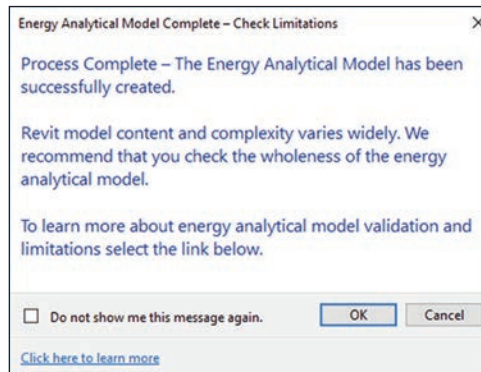 Energy Analytical Model Complete – Check Limitations
Process Complete – The Energy Analytical Model has been
successfully created.
Revit model content and complexity varies widely. We
recommend that you check the wholeness of the energy
analytical model.
To learn more about energy analytical model validation and
limitations select the link below.
Do not show me this message again.
OK
Cancel
Click here to learn more